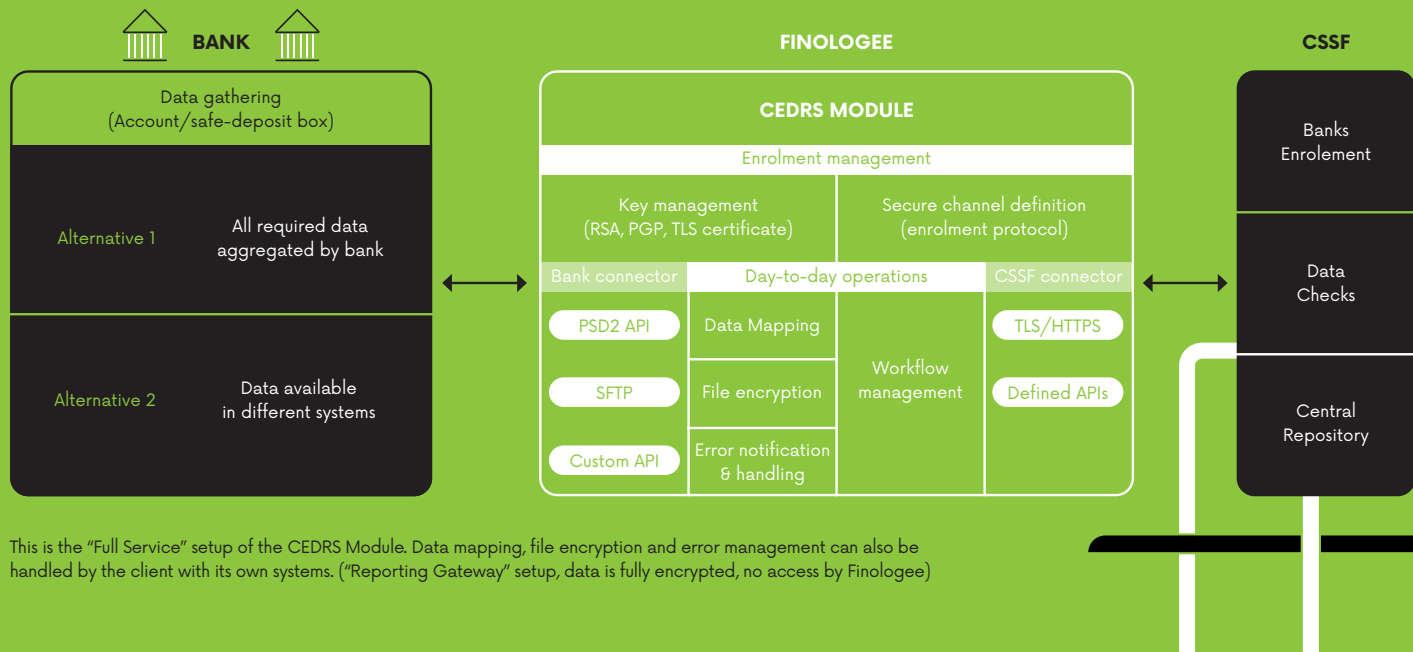 BANK
FINOLOGEE
CSSF
Data gathering
(Account/safe-deposit box)
Alternative 1
All required data
aggregated by bank
Alternative 2
Data available
in different systems
CEDRS MODULE
Enrolment management
Key management
(RSA, PGP, TLS certificate)
Secure channel definition
(enrolment protocol)
Bank connector
Day-to-day operations
CSSF connector
PSD2 API
SFTP
Custom API
Data Mapping
File encryption
Error notification
& handling
Workflow
management
TLS/HTTPS
Defined APIs
Banks
Enrolement
Data
Checks
Central
Repository
This is the “Full Service” setup of the CEDRS Module. Data mapping, file encryption and error management can also be
handled by the client with its own systems. (“Reporting Gateway” setup, data is fully encrypted, no access by Finologee)